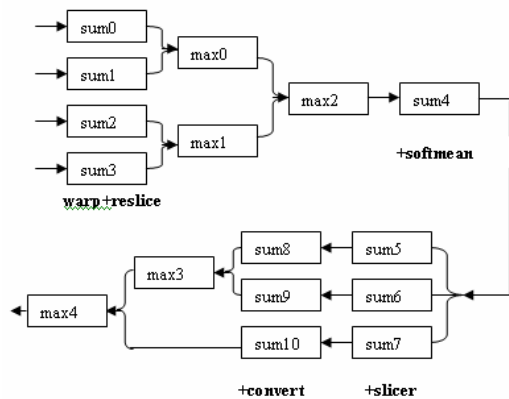 sum0
sum1
max0
max2
sum4
sum2
max1
sum3
+softmean
warp+reslice
sum8
sum5
max3
sum9
sum6
max4
sum10
sum7
+convert
+slicer